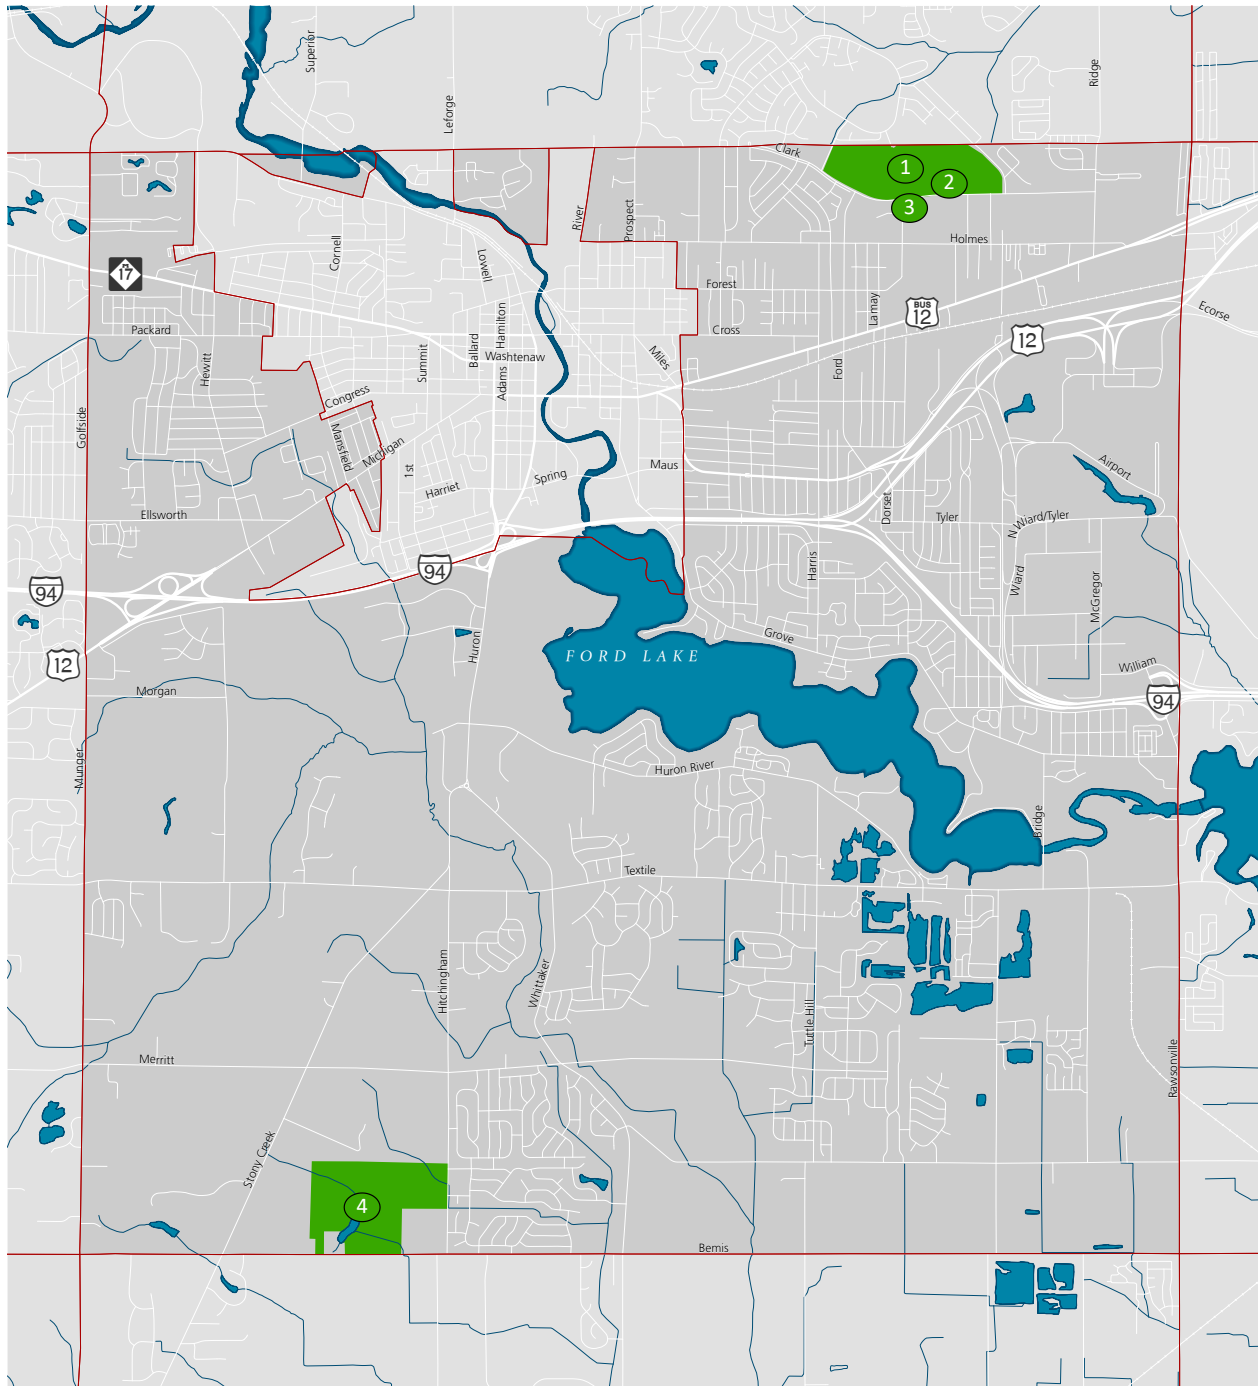 Superior
Leforge
Ridge
Clark
1
2
3
River
Prospect
Holmes
Cornell
Lowell
M
17
Forest
Lamay
BUS
12
Packard
Hewitt
Summit
Ballard
Hamilton
Washtenaw
Adams
Cross
Miles
Ford
12
Ecorse
Golfside
Congress
Mansfield
Michigan
1st
Harriet
Spring
Maus
Airport
Ellsworth
Dorset
Tyler
N Wiard/Tyler
94
94
Harris
Wiard
McGregor
12
Huron
FORD LAKE
Grove
William
94
Morgan
Munger
Huron River
Bridge
Textile
Hitchingham
Whittaker
Tuttle Hill
Merritt
Rawsonville
Stony Creek
4
Bemis